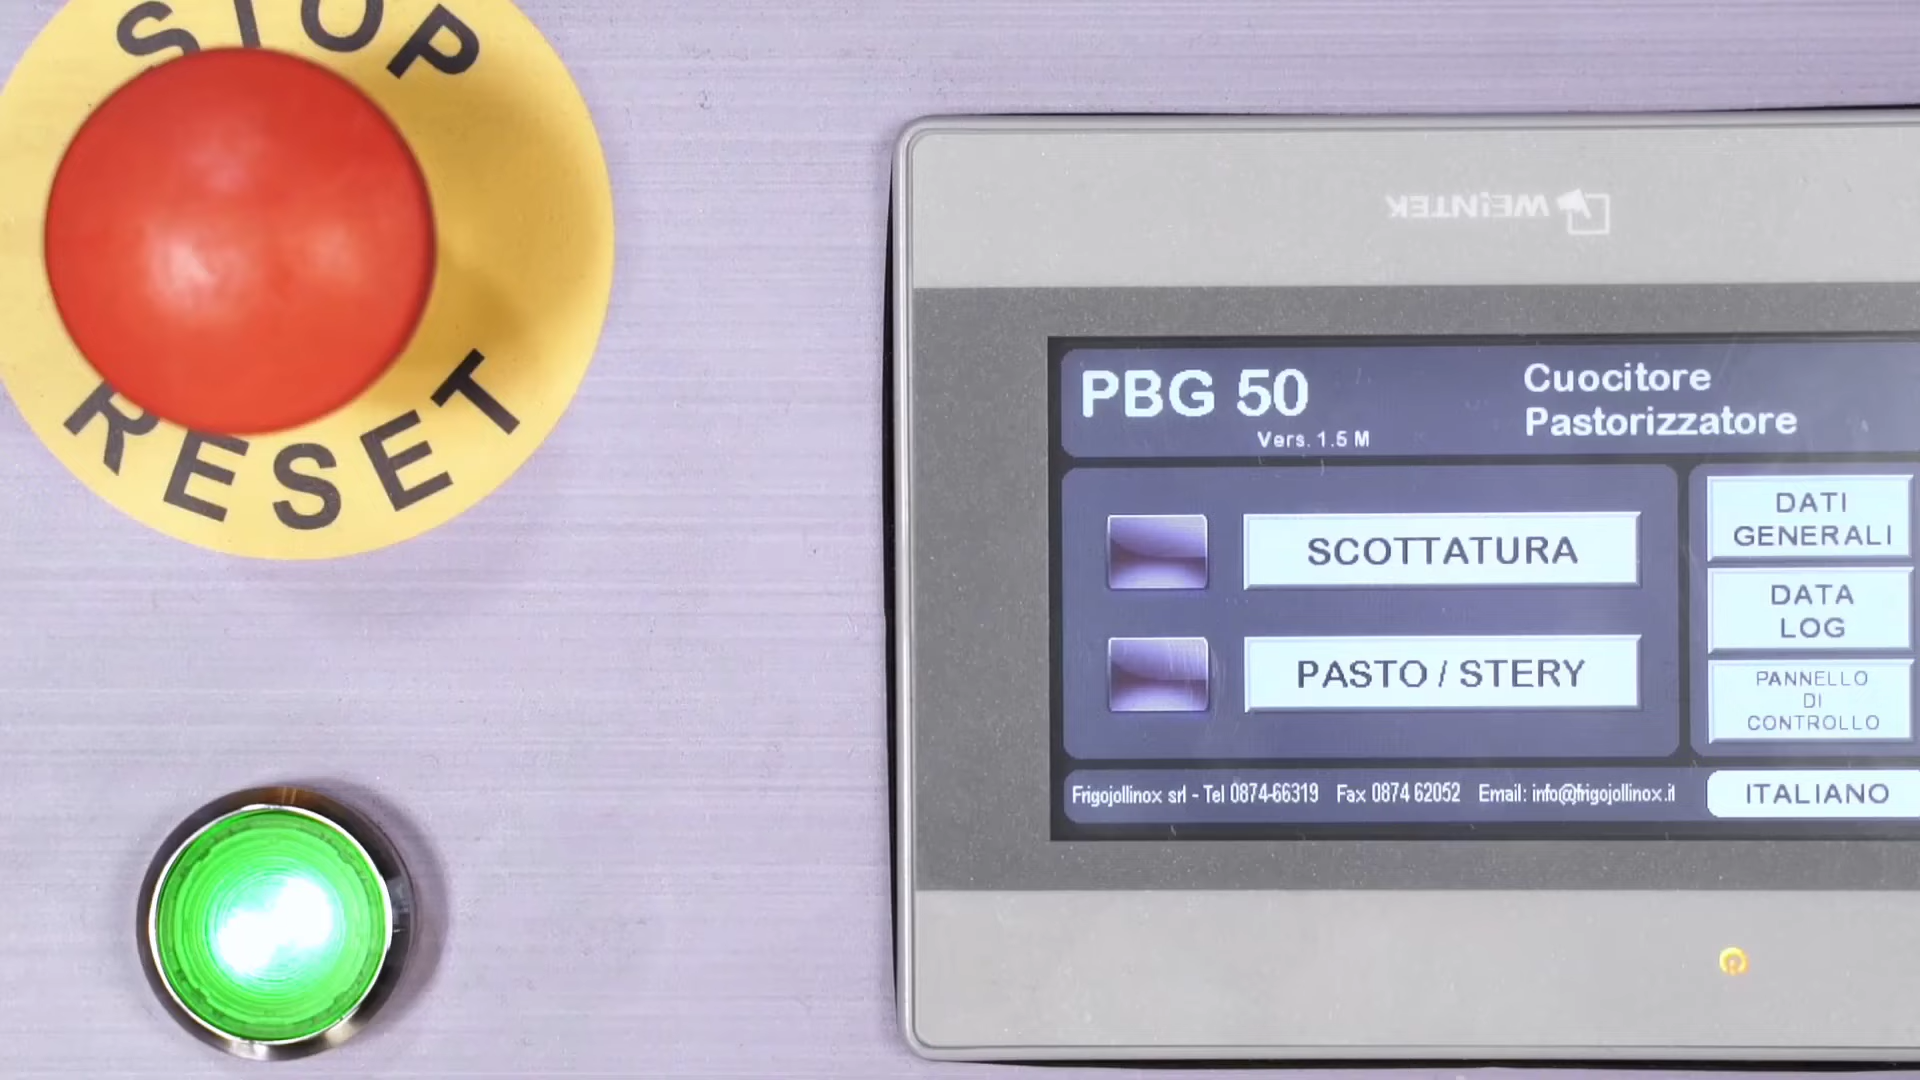 STOP
RESET
WEINTEK
PBG 50
Vers. 1.5 M
Cuocitore
Pastorizzatore
SCOTTATURA
PASTO / STERY
DATI
GENERALI
DATA
LOG
PANNELLO
DI
CONTROLLO
Frigojollinox srl - Tel 0874-66319 Fax 0874 62052 Email: info@frigojollinox.it
ITALIANO